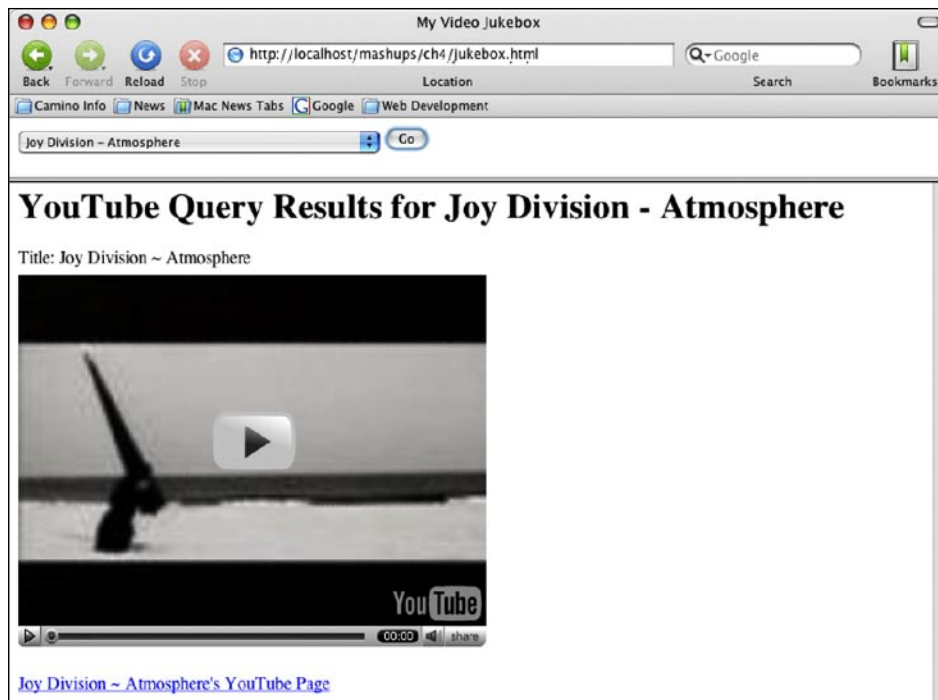 My Video Jukebox
http://localhost/mashups/ch4/jukebox.html
Google
Back Forward Reload Stop Location Search Bookmarks
Camino Info News Mac News Tabs Google Web Development
Joy Division – Atmosphere Go
YouTube Query Results for Joy Division - Atmosphere
Title: Joy Division ~ Atmosphere
YouTube
00:00 share
Joy Division ~ Atmosphere's YouTube Page